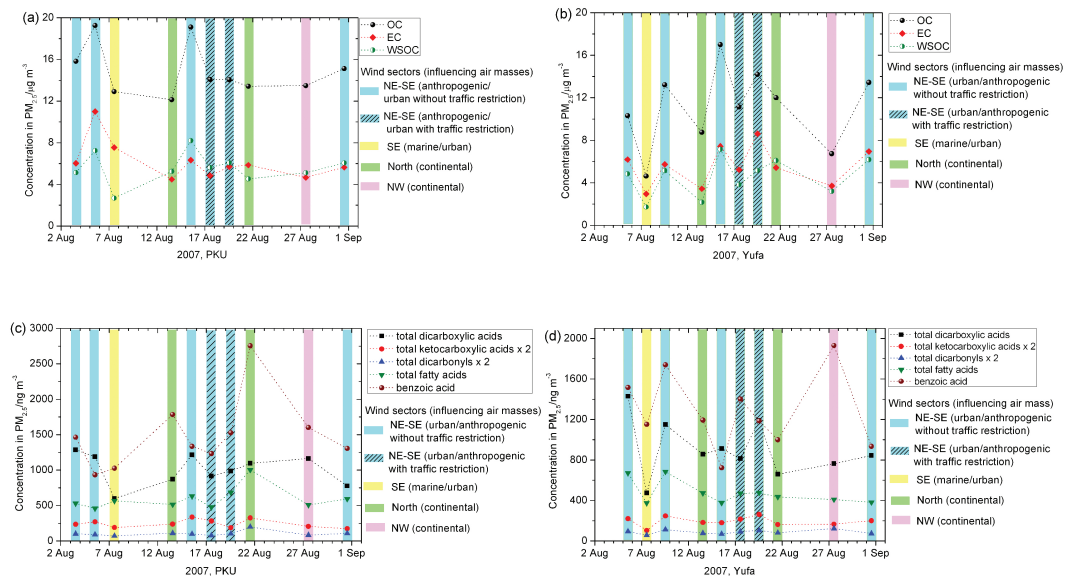 (a)
20
16
12
8
4
0
Concentration in PM2.5/μg m-3
2 Aug
7 Aug
12 Aug
17 Aug
22 Aug
27 Aug
1 Sep
2007, PKU
OC
EC
WSOC
Wind sectors (influencing air masses)
NE-SE (anthropogenic/
urban without traffic restriction)
NE-SE (anthropogenic/
urban with traffic restriction)
SE (marine/urban)
North (continental)
NW (continental)
(b)
20
16
12
8
4
0
Concentration in PM2.5/μg m-3
2 Aug
7 Aug
12 Aug
17 Aug
22 Aug
27 Aug
1 Sep
2007, Yufa
OC
EC
WSOC
Wind sectors (influencing air masses)
NE-SE (urban/anthropogenic
without traffic restriction)
NE-SE (urban/anthropogenic
with traffic restriction)
SE (marine/urban)
North (continental)
NW (continental)
(c)
3000
2500
2000
1500
1000
500
0
Concentration in PM2.5/ng m-3
2 Aug
7 Aug
12 Aug
17 Aug
22 Aug
27 Aug
1 Sep
2007, PKU
total dicarboxylic acids
total ketocarboxylic acids x 2
total dicarbonyls x 2
total fatty acids
benzoic acid
Wind sectors (influencing air masses)
NE-SE (urban/anthropogenic
without traffic restriction)
NE-SE (urban/anthropogenic
with traffic restriction)
SE (marine/urban)
North (continental)
NW (continental)
(d)
2000
1600
1200
800
400
0
Concentration in PM2.5/ng m-3
2 Aug
7 Aug
12 Aug
17 Aug
22 Aug
27 Aug
1 Sep
2007, Yufa
total dicarboxylic acids
total ketocarboxylic acids x 2
total dicarbonyls x 2
total fatty acids
benzoic acid
Wind sectors (influencing air mass)
NE-SE (urban/anthropogenic
without traffic restriction)
NE-SE (urban/anthropogenic
with traffic restriction)
SE (marine/urban)
North (continental)
NW (continental)